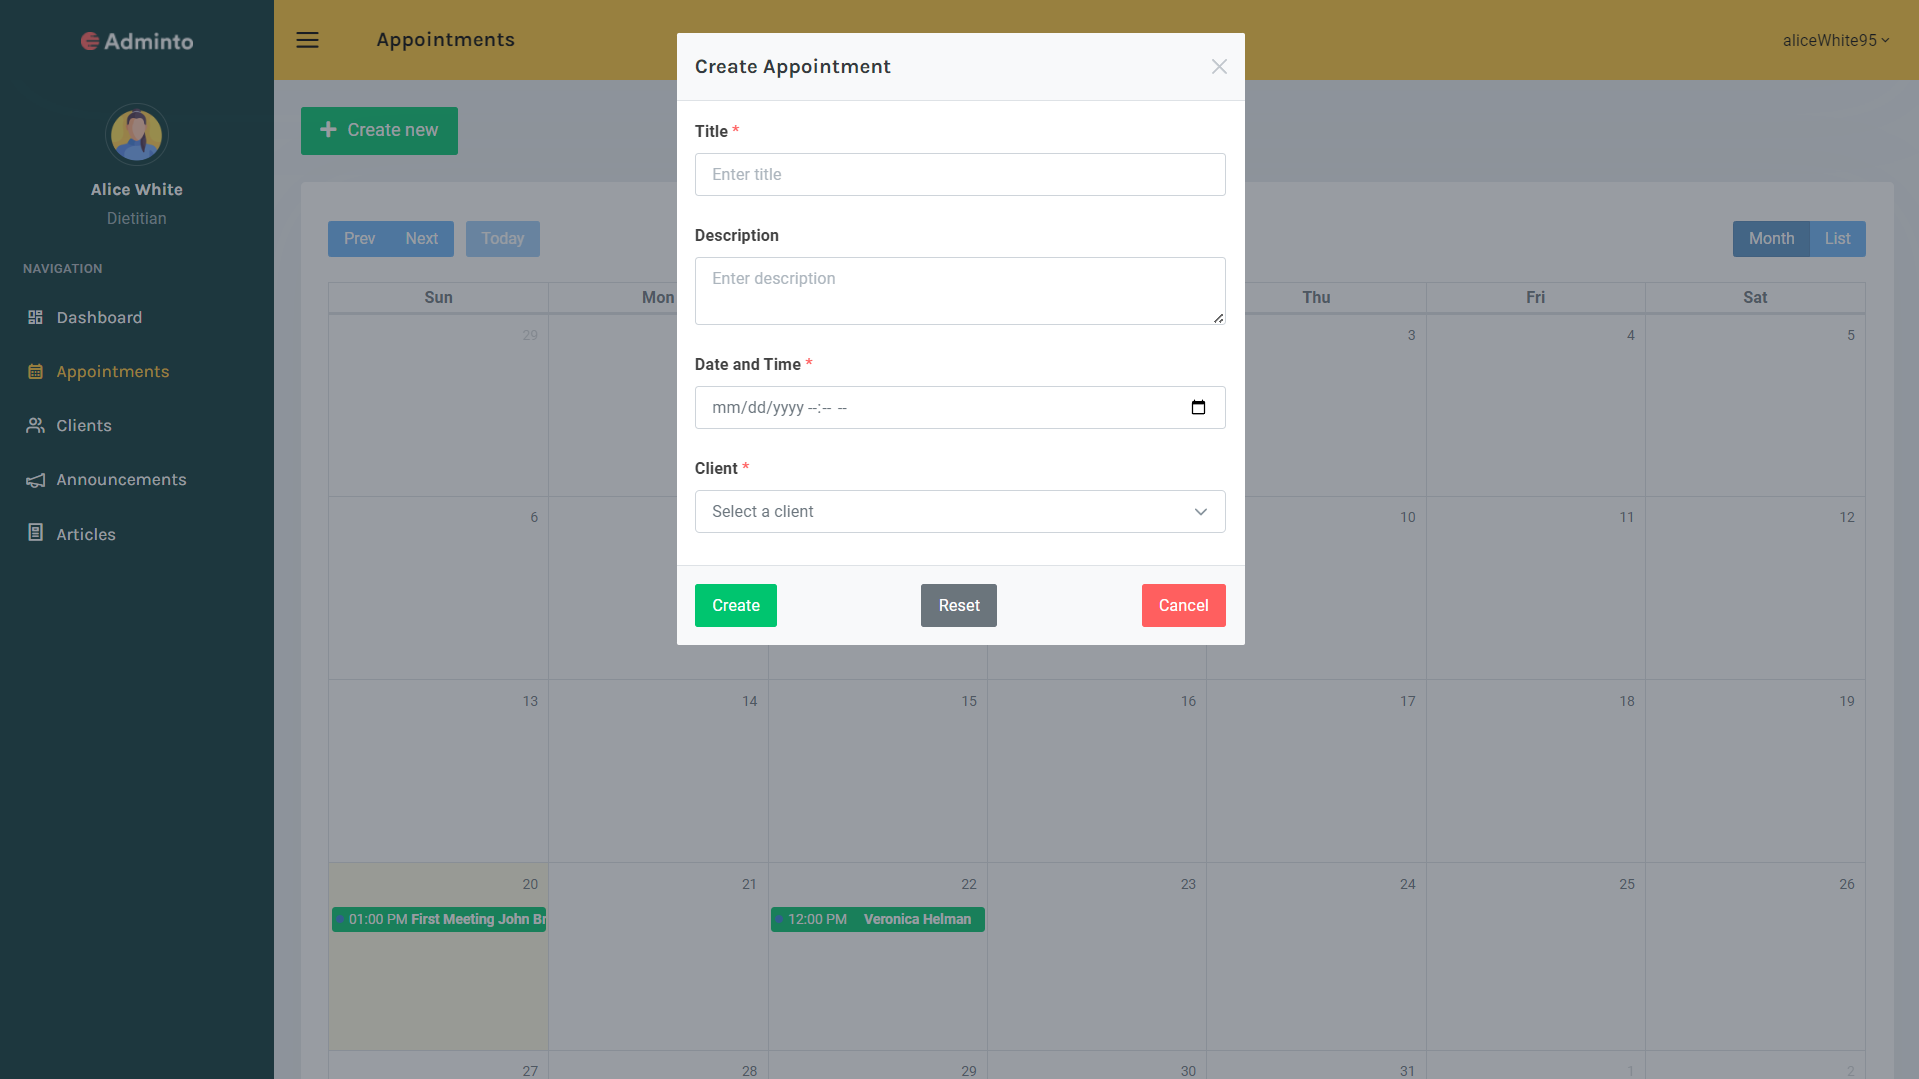 Adminto
Alice White
Dietitian
NAVIGATION
Dashboard
Appointments
Clients
Announcements
Articles
Appointments
aliceWhite95
Create new
Prev Next Today
Month List
Sun Mon Thu Fri Sat
29 3 4 5
6 10 11 12
13 14 15 16 17 18 19
20 21 22 23 24 25 26
01:00 PM First Meeting John Br
12:00 PM Veronica Helman
27 28 29 30 31 1 2
Create Appointment
Title *
Enter title
Description
Enter description
Date and Time *
mm/dd/yyyy --:-- --
Client *
Select a client
Create Reset Cancel